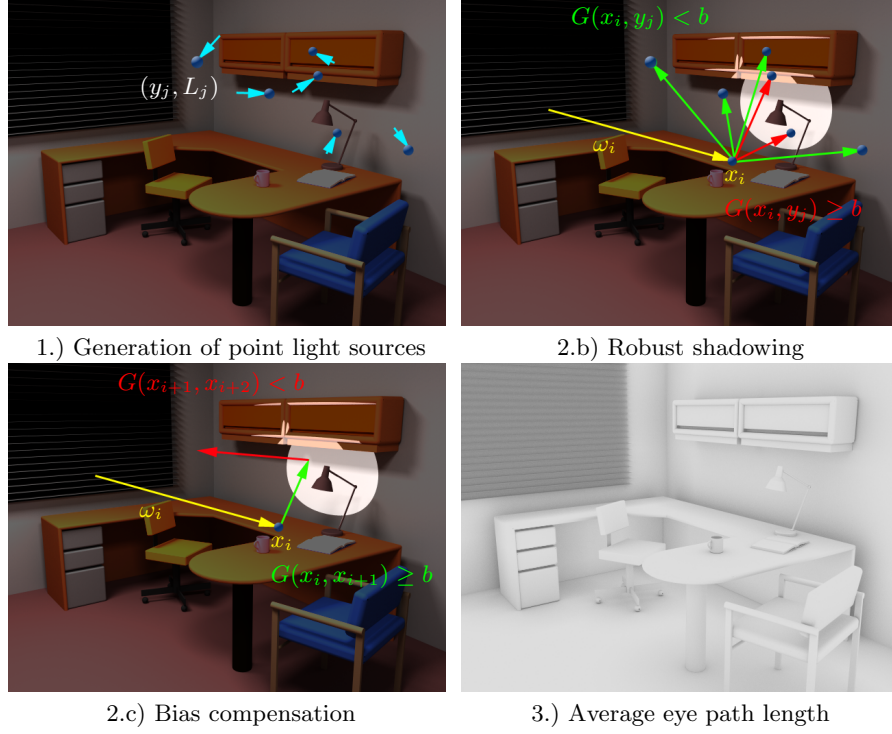 G(x_i, y_j) < b
(y_j, L_j)
ω_i
x_i
G(x_i, y_j) ≥ b
1.) Generation of point light sources
2.b) Robust shadowing
G(x_{i+1}, x_{i+2}) < b
ω_i
x_i
G(x_i, x_{i+1}) ≥ b
2.c) Bias compensation
3.) Average eye path length